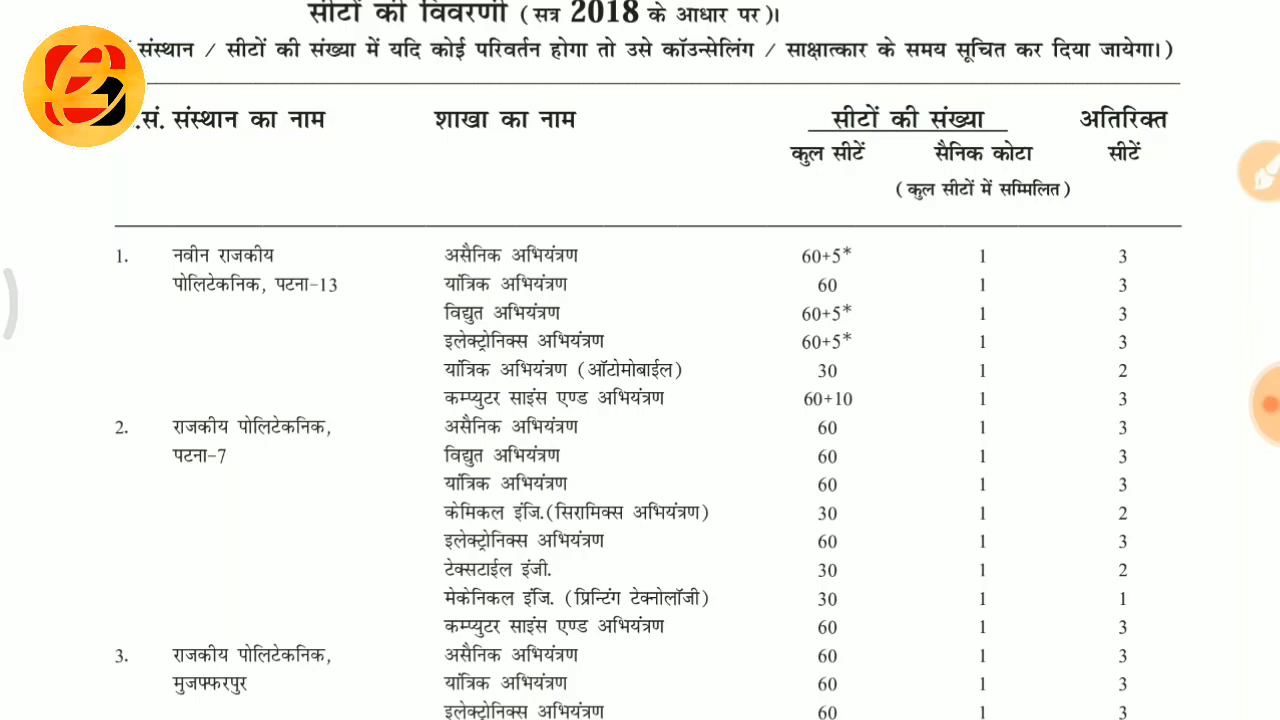 सीटों की विवरणी (सत्र 2018 के आधार पर)।
संस्थान / सीटों की संख्या में यदि कोई परिवर्तन होगा तो उसे कॉउन्सेलिंग / साक्षात्कार के समय सूचित कर दिया जायेगा।)
.सं. संस्थान का नाम शाखा का नाम सीटों की संख्या अतिरिक्त
कुल सीटें सैनिक कोटा सीटें
(कुल सीटों में सम्मिलित)
1. नवीन राजकीय असैनिक अभियंत्रण 60+5* 1 3
पोलिटेकनिक, पटना-13 यांत्रिक अभियंत्रण 60 1 3
विद्युत अभियंत्रण 60+5* 1 3
इलेक्ट्रोनिक्स अभियंत्रण 60+5* 1 3
यांत्रिक अभियंत्रण (ऑटोमोबाईल) 30 1 2
कम्प्युटर साइंस एण्ड अभियंत्रण 60+10 1 3
2. राजकीय पोलिटेकनिक, असैनिक अभियंत्रण 60 1 3
पटना-7 विद्युत अभियंत्रण 60 1 3
यांत्रिक अभियंत्रण 60 1 3
केमिकल इंजि.(सिरामिक्स अभियंत्रण) 30 1 2
इलेक्ट्रोनिक्स अभियंत्रण 60 1 3
टेक्सटाईल इंजी. 30 1 2
मेकेनिकल इंजि. (प्रिन्टिंग टेक्नोलॉजी) 30 1 1
कम्प्युटर साइंस एण्ड अभियंत्रण 60 1 3
3. राजकीय पोलिटेकनिक, असैनिक अभियंत्रण 60 1 3
मुजफ्फरपुर यांत्रिक अभियंत्रण 60 1 3
इलेक्ट्रोनिक्स अभियंत्रण 60 1 3